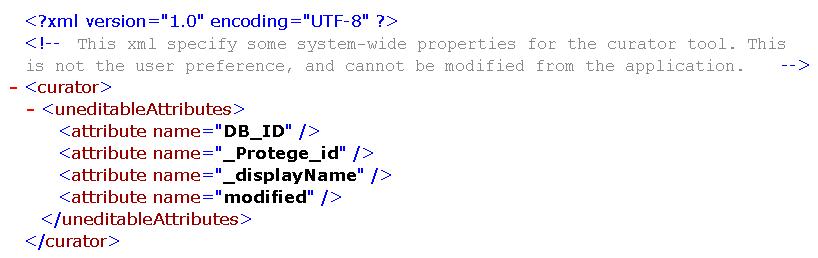 <?xml version="1.0" encoding="UTF-8" ?>
<!-- This xml specify some system-wide properties for the curator tool. This
is not the user preference, and cannot be modified from the application. -->
- <curator>
- <uneditableAttributes>
<attribute name="DB_ID" />
<attribute name="_Protege_id" />
<attribute name="_displayName" />
<attribute name="modified" />
</uneditableAttributes>
</curator>